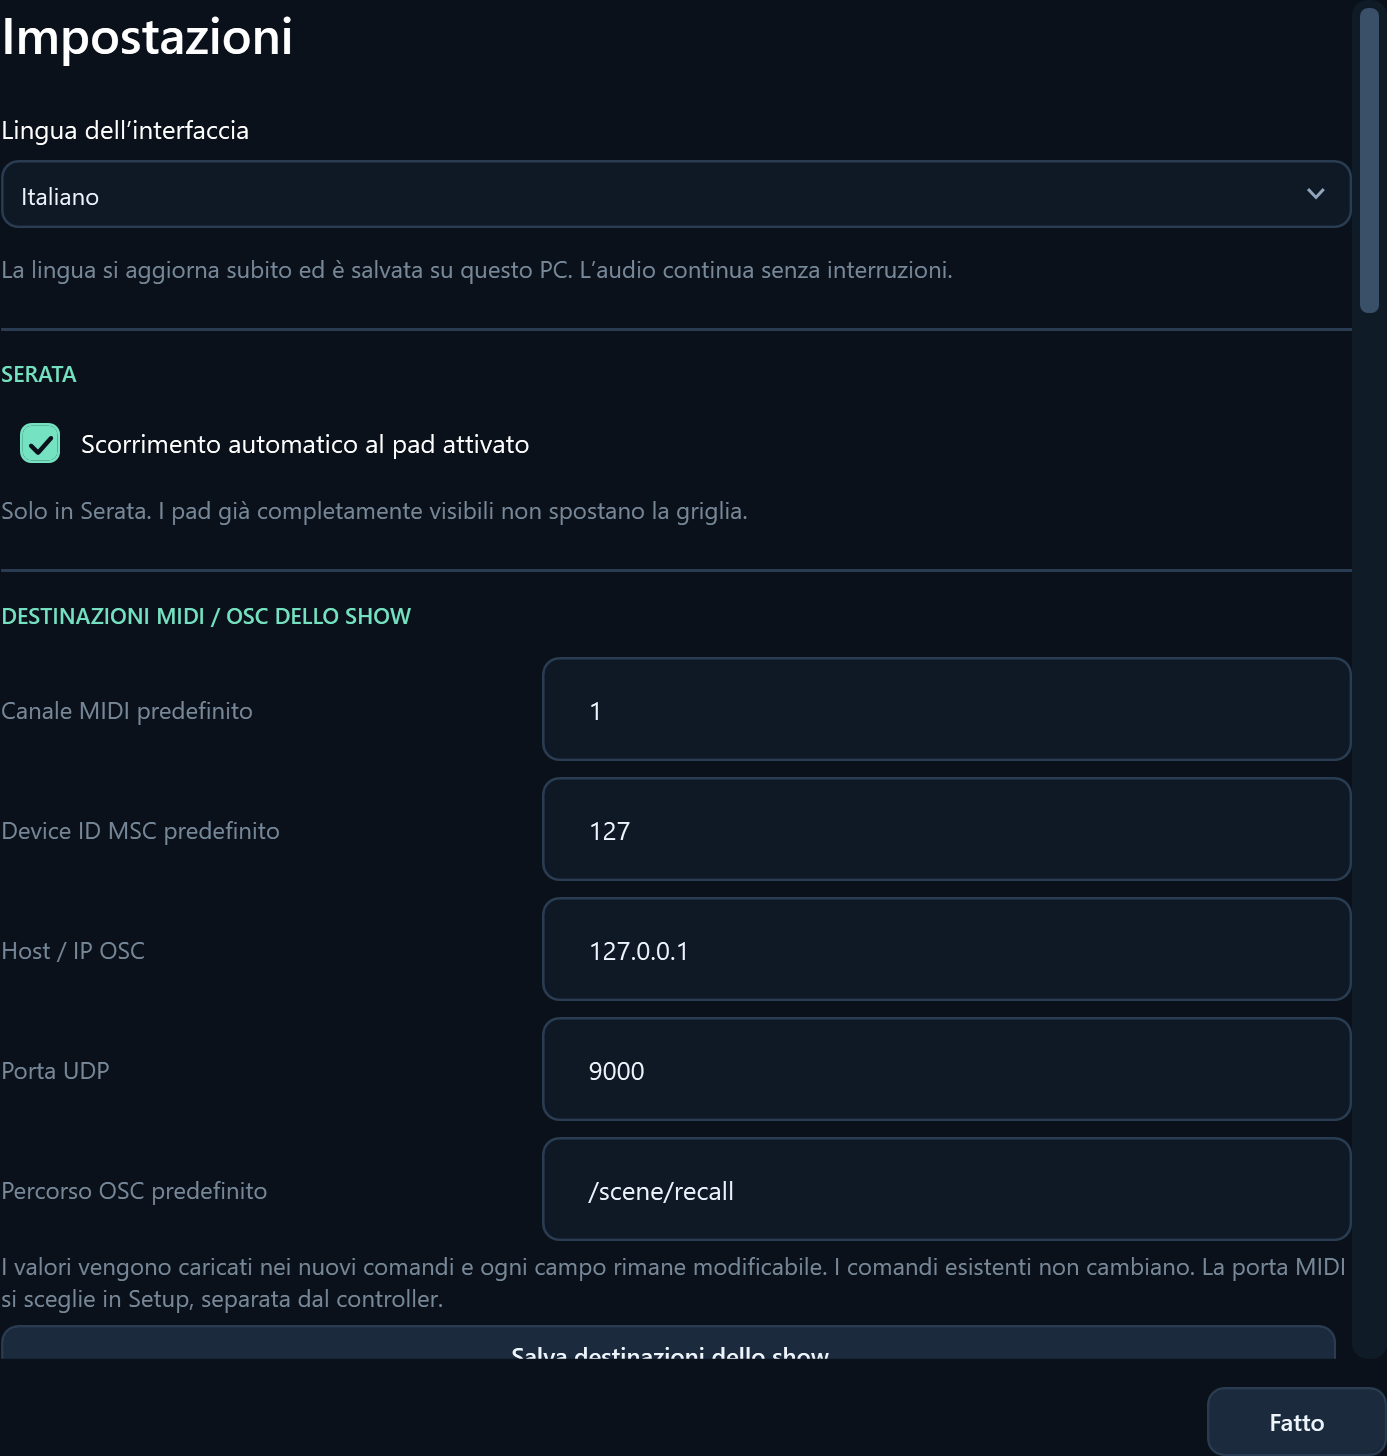 Impostazioni
Lingua dell’interfaccia
Italiano
La lingua si aggiorna subito ed è salvata su questo PC. L’audio continua senza interruzioni.
SERATA
Scorrimento automatico al pad attivato
Solo in Serata. I pad già completamente visibili non spostano la griglia.
DESTINAZIONI MIDI / OSC DELLO SHOW
Canale MIDI predefinito
1
Device ID MSC predefinito
127
Host / IP OSC
127.0.0.1
Porta UDP
9000
Percorso OSC predefinito
/scene/recall
I valori vengono caricati nei nuovi comandi e ogni campo rimane modificabile. I comandi esistenti non cambiano. La porta MIDI
si sceglie in Setup, separata dal controller.
Salva destinazioni dello show
Fatto